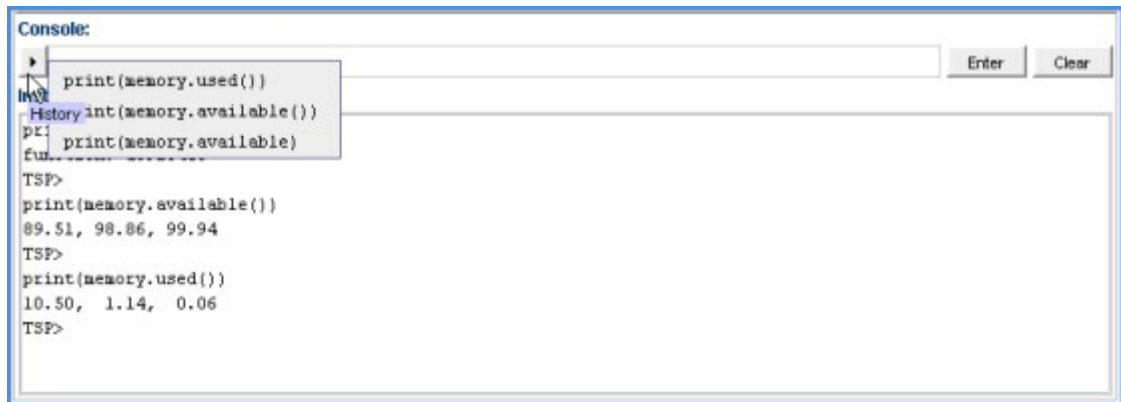 Console:
Enter Clear
print(memory.used())
int(memory.available())
History
print(memory.available)
TSP>
print(memory.available())
89.51, 98.86, 99.94
TSP>
print(memory.used())
10.50, 1.14, 0.06
TSP>